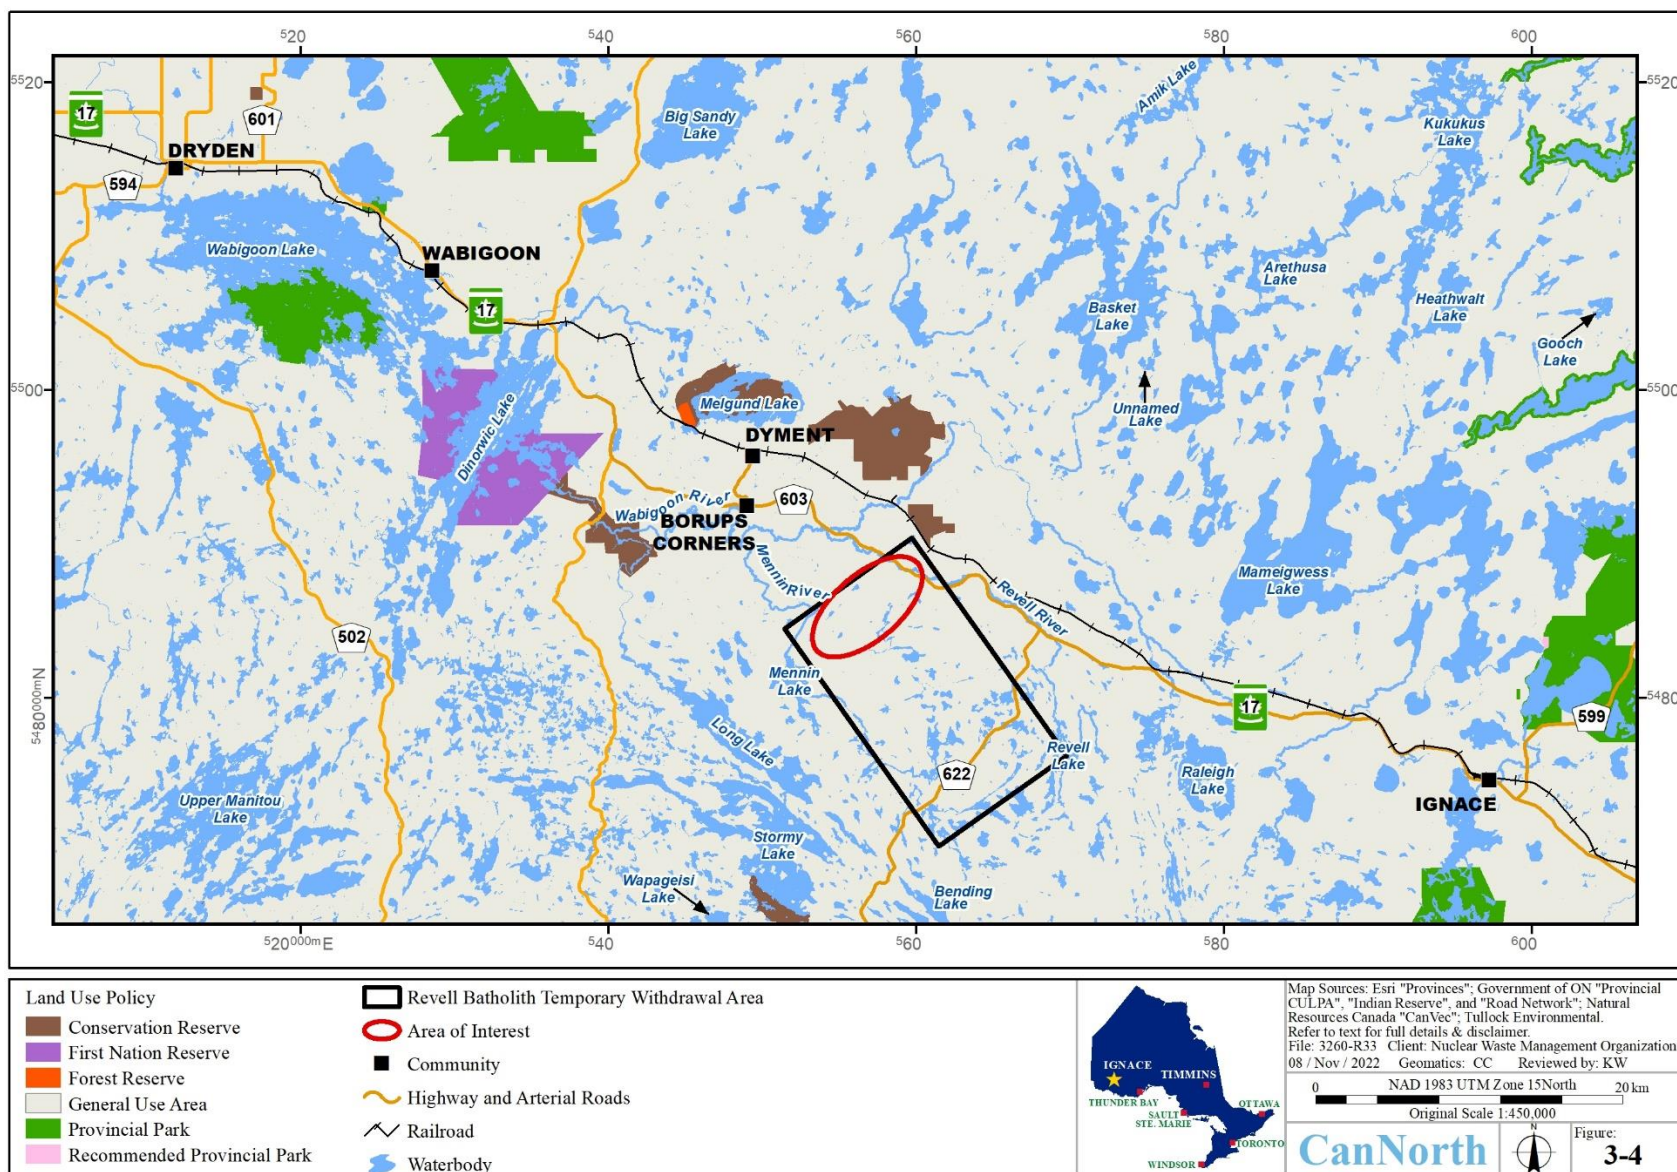 520
540
560
580
600
5520
5520
17
601
DRYDEN
594
Big Sandy
Lake
Amik Lake
Kukukus
Lake
Wabigoon Lake
WABIGOON
17
Arethusa
Lake
Basket
Lake
Heathwalt
Lake
Gooch
Lake
5500
5500
Melgund Lake
Unnamed
Lake
Dinorwic Lake
DYMENT
603
Wabigoon River
BORUPS
CORNERS
Mennin River
Revell River
Mameigwess
Lake
502
Mennin
Lake
5480000mN
5480
17
599
Long Lake
Revell
Lake
622
Raleigh
Lake
IGNACE
Upper Manitou
Lake
Stormy
Lake
Wapageisi
Lake
Bending
Lake
520000mE
540
560
580
600
Land Use Policy
Conservation Reserve
First Nation Reserve
Forest Reserve
General Use Area
Provincial Park
Recommended Provincial Park
Revell Batholith Temporary Withdrawal Area
Area of Interest
Community
Highway and Arterial Roads
Railroad
Waterbody
IGNACE
TIMMINS
THUNDER BAY
SAULT
STE. MARIE
OTTAWA
TORONTO
WINDSOR
Map Sources: Esri "Provinces"; Government of ON "Provincial
CULPA", "Indian Reserve", and "Road Network"; Natural
Resources Canada "CanVec"; Tullock Environmental.
Refer to text for full details & disclaimer.
File: 3260-R33 Client: Nuclear Waste Management Organization
08 / Nov / 2022 Geomatics: CC Reviewed by: KW
0 NAD 1983 UTM Zone 15North 20 km
Original Scale 1:450,000
CanNorth
N
Figure:
3-4